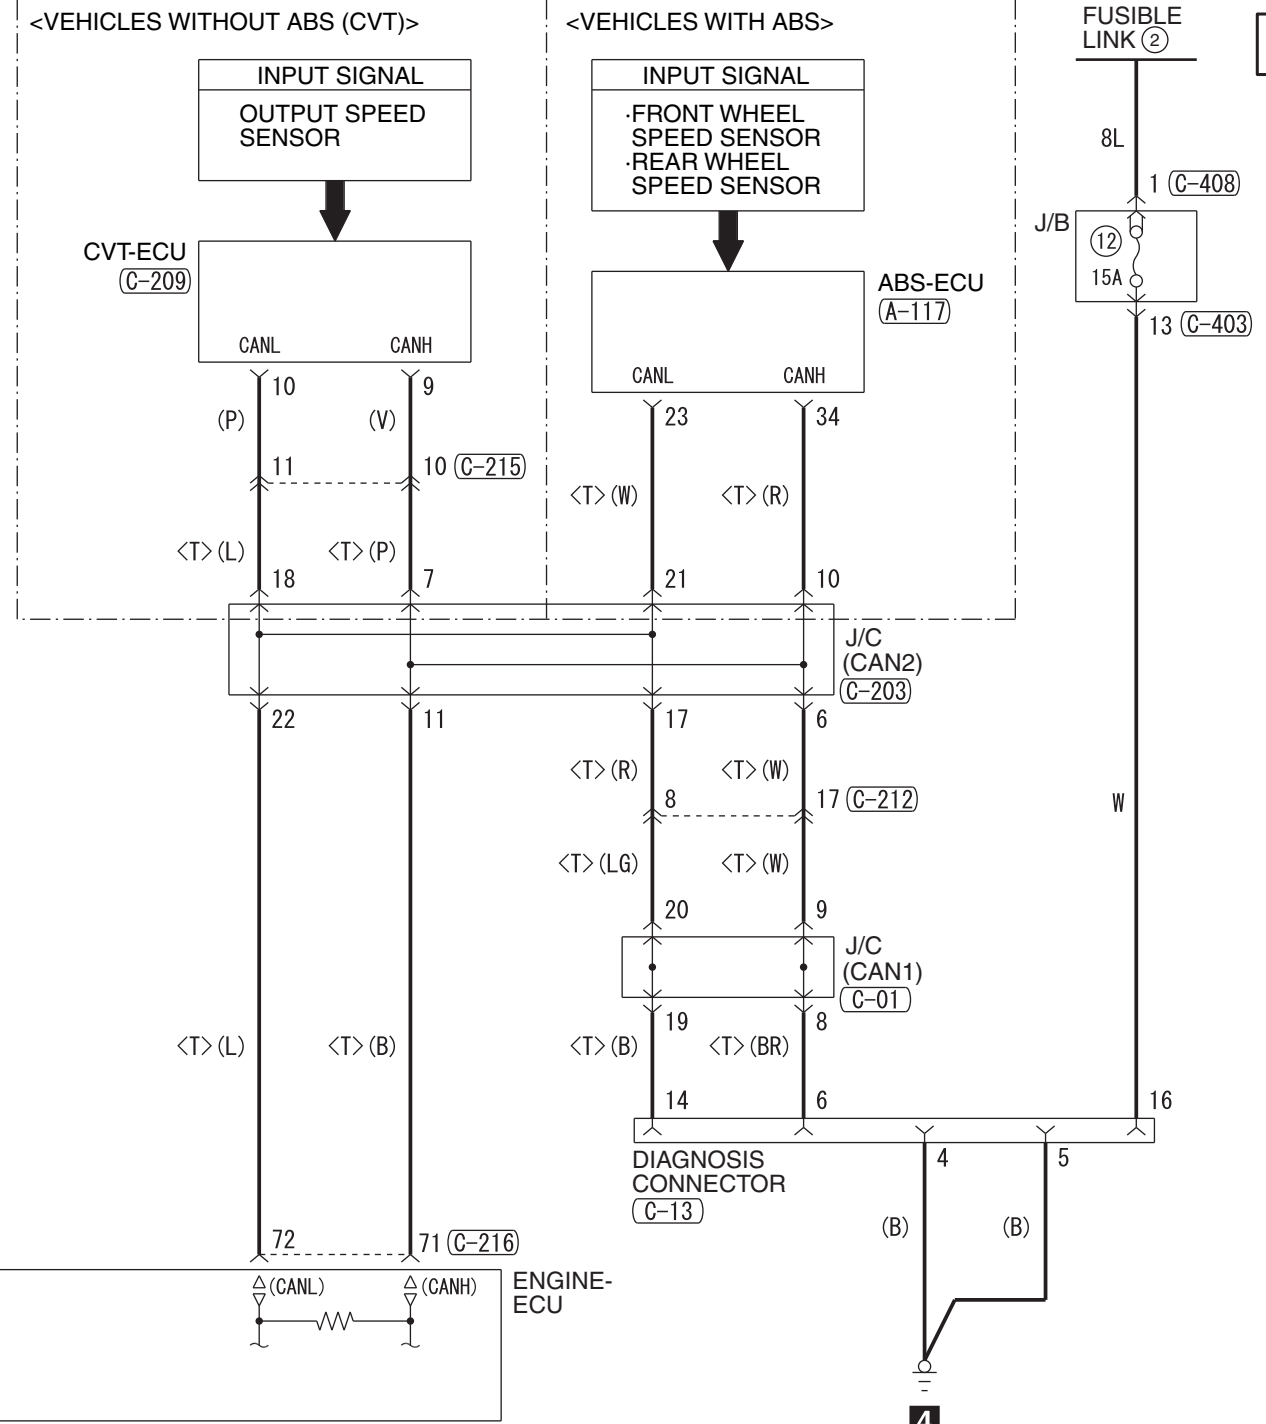 <VEHICLES WITHOUT ABS (CVT)>
<VEHICLES WITH ABS>
FUSIBLE
LINK ②
INPUT SIGNAL
OUTPUT SPEED
SENSOR
INPUT SIGNAL
·FRONT WHEEL
SPEED SENSOR
·REAR WHEEL
SPEED SENSOR
8L
1 C-408
J/B
12
15A
13 C-403
CVT-ECU
C-209
CANL
CANH
ABS-ECU
A-117
CANL
CANH
10
9
(P)
(V)
11
10 C-215
<T>(L)
<T>(P)
18
7
23
34
<T>(W)
<T>(R)
21
10
J/C
(CAN2)
C-203
22
11
17
6
<T>(R)
<T>(W)
8
17 C-212
W
<T>(LG)
<T>(W)
20
9
J/C
(CAN1)
C-01
19
8
<T>(L)
<T>(B)
<T>(B)
<T>(BR)
14
6
16
DIAGNOSIS
CONNECTOR
C-13
4
5
(B)
(B)
72
71 C-216
(CANL)
(CANH)
ENGINE-
ECU
4